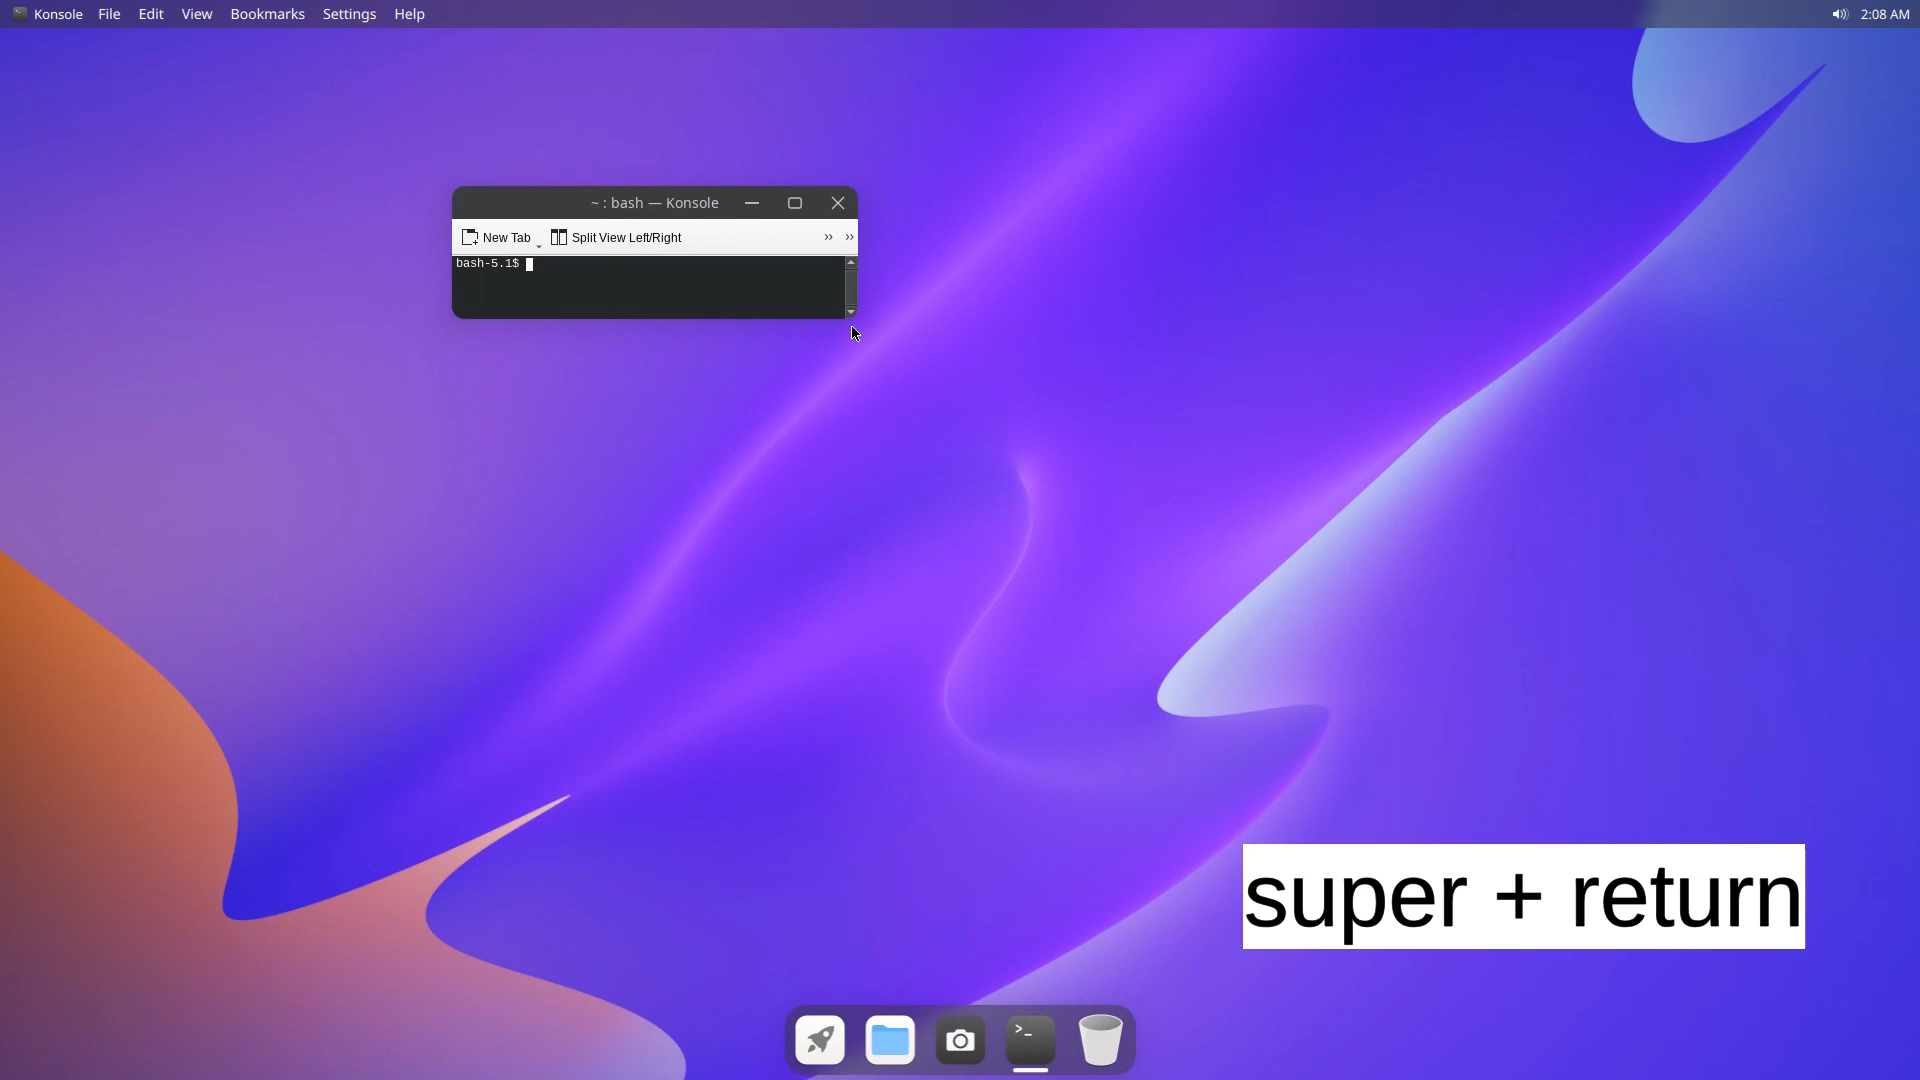 Konsole File Edit View Bookmarks Settings Help 2:08 AM
~ : bash — Konsole
New Tab Split View Left/Right
bash-5.1$
super + return
>_